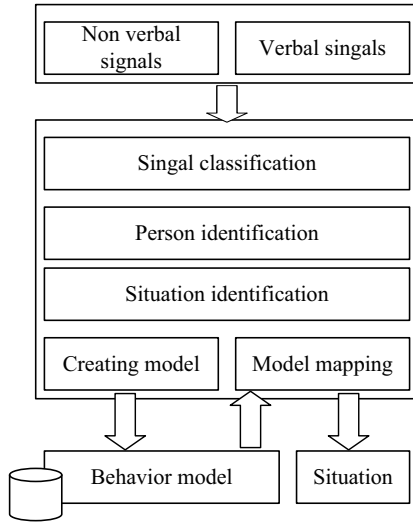 Non verbal
signals
Verbal singals
Singal classification
Person identification
Situation identification
Creating model
Model mapping
Behavior model
Situation